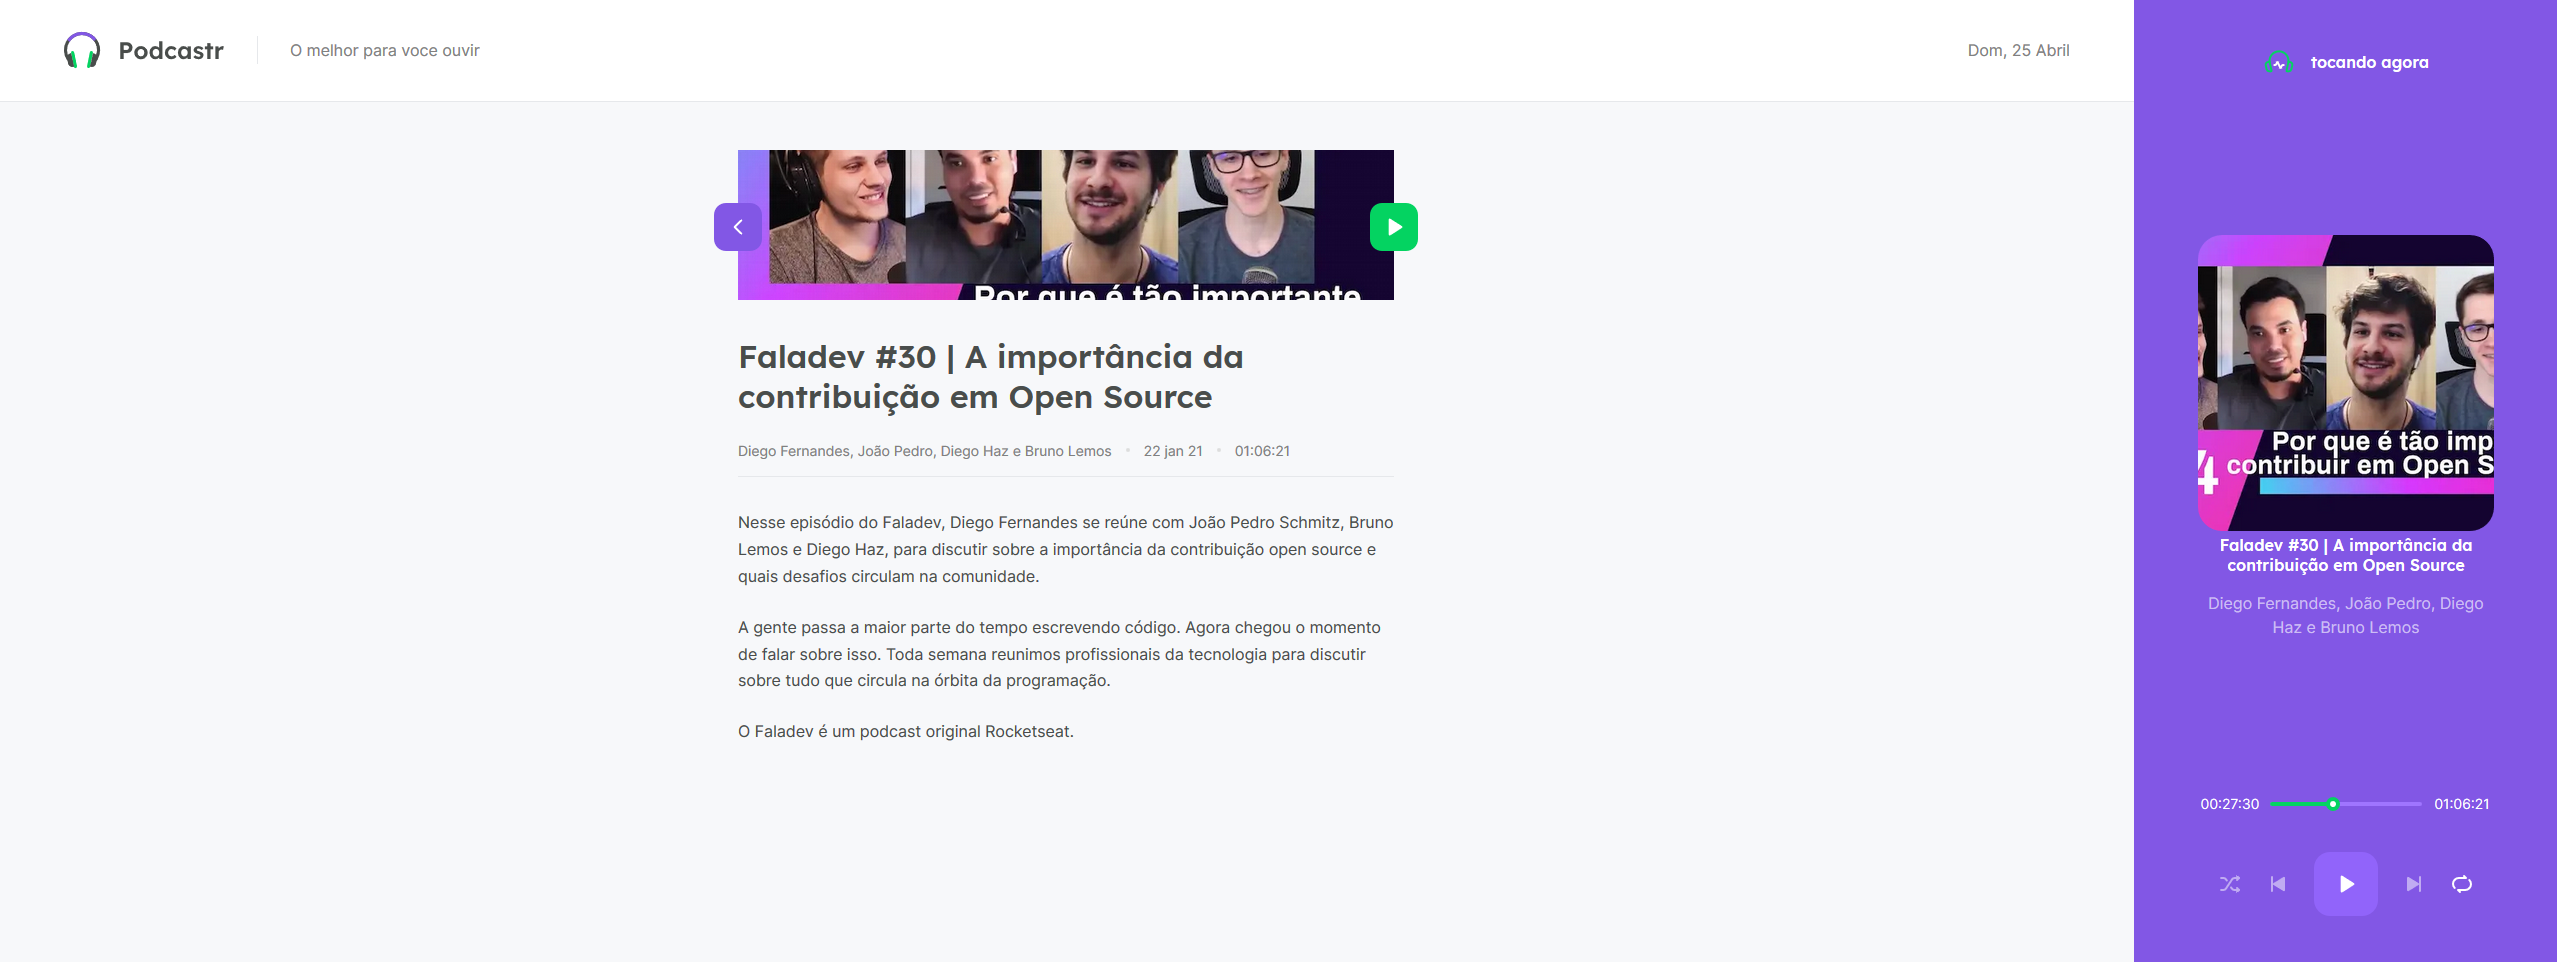 Podcastr
O melhor para voce ouvir
Dom, 25 Abril
Por que é tão importante
Faladev #30 | A importância da
contribuição em Open Source
Diego Fernandes, João Pedro, Diego Haz e Bruno Lemos • 22 jan 21 • 01:06:21
Nesse episódio do Faladev, Diego Fernandes se reúne com João Pedro Schmitz, Bruno
Lemos e Diego Haz, para discutir sobre a importância da contribuição open source e
quais desafios circulam na comunidade.
A gente passa a maior parte do tempo escrevendo código. Agora chegou o momento
de falar sobre isso. Toda semana reunimos profissionais da tecnologia para discutir
sobre tudo que circula na órbita da programação.
O Faladev é um podcast original Rocketseat.
tocando agora
Por que é tão imp
4 contribuir em Open S
Faladev #30 | A importância da
contribuição em Open Source
Diego Fernandes, João Pedro, Diego
Haz e Bruno Lemos
00:27:30
01:06:21